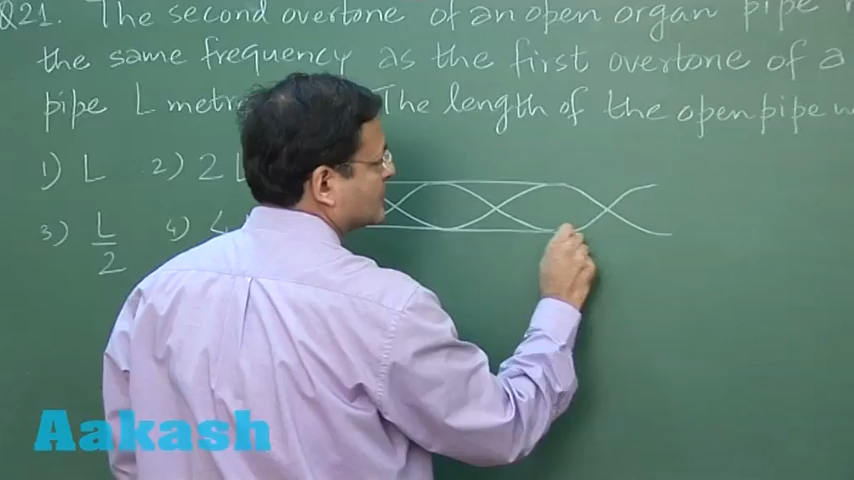 Q21. The second overtone of an open organ pipe
the same frequency as the first overtone of a
pipe L metre The length of the open pipe
1) L 2) 2L
3) L/2 4)
Aakash